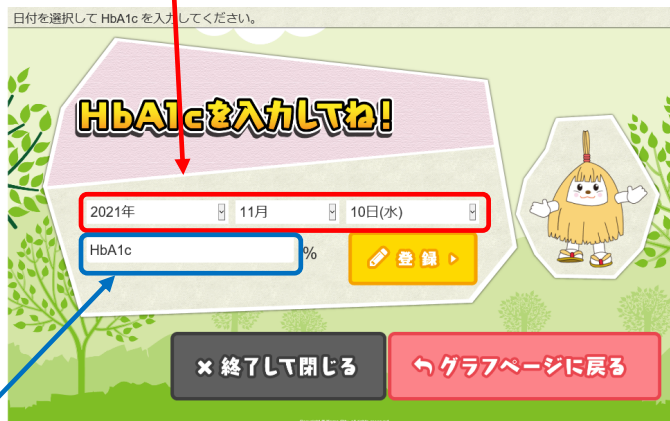 日付を選択して HbA1c を入力してください。
HbA1cを入力してね!
2021年 11月 10日(水)
HbA1c % 登録
× 終了して閉じる グラフページに戻る